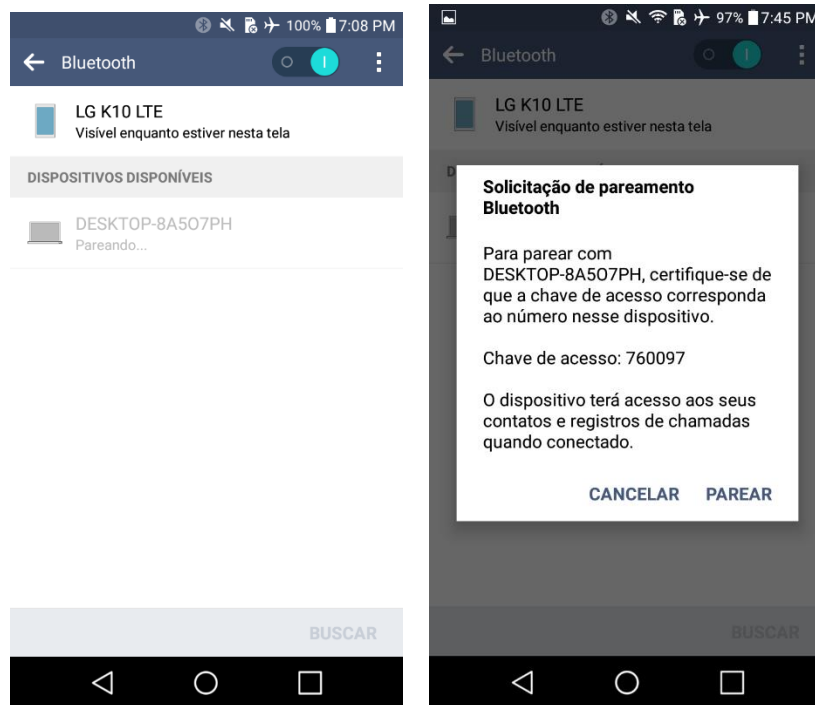 100% 7:08 PM
Bluetooth
LG K10 LTE
Visível enquanto estiver nesta tela
DISPOSITIVOS DISPONÍVEIS
DESKTOP-8A5O7PH
Pareando...
BUSCAR
97% 7:45 PM
Bluetooth
LG K10 LTE
Visível enquanto estiver nesta tela
D
Solicitação de pareamento
Bluetooth
Para parear com
DESKTOP-8A5O7PH, certifique-se de
que a chave de acesso corresponda
ao número nesse dispositivo.
Chave de acesso: 760097
O dispositivo terá acesso aos seus
contatos e registros de chamadas
quando conectado.
CANCELAR PAREAR
BUSCAR